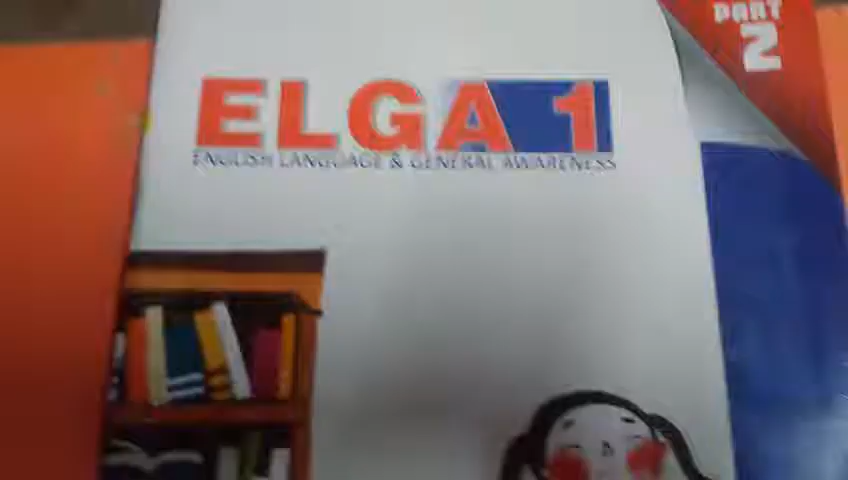 PART
2
ELGA 1
ENGLISH LANGUAGE & GENERAL AWARENESS